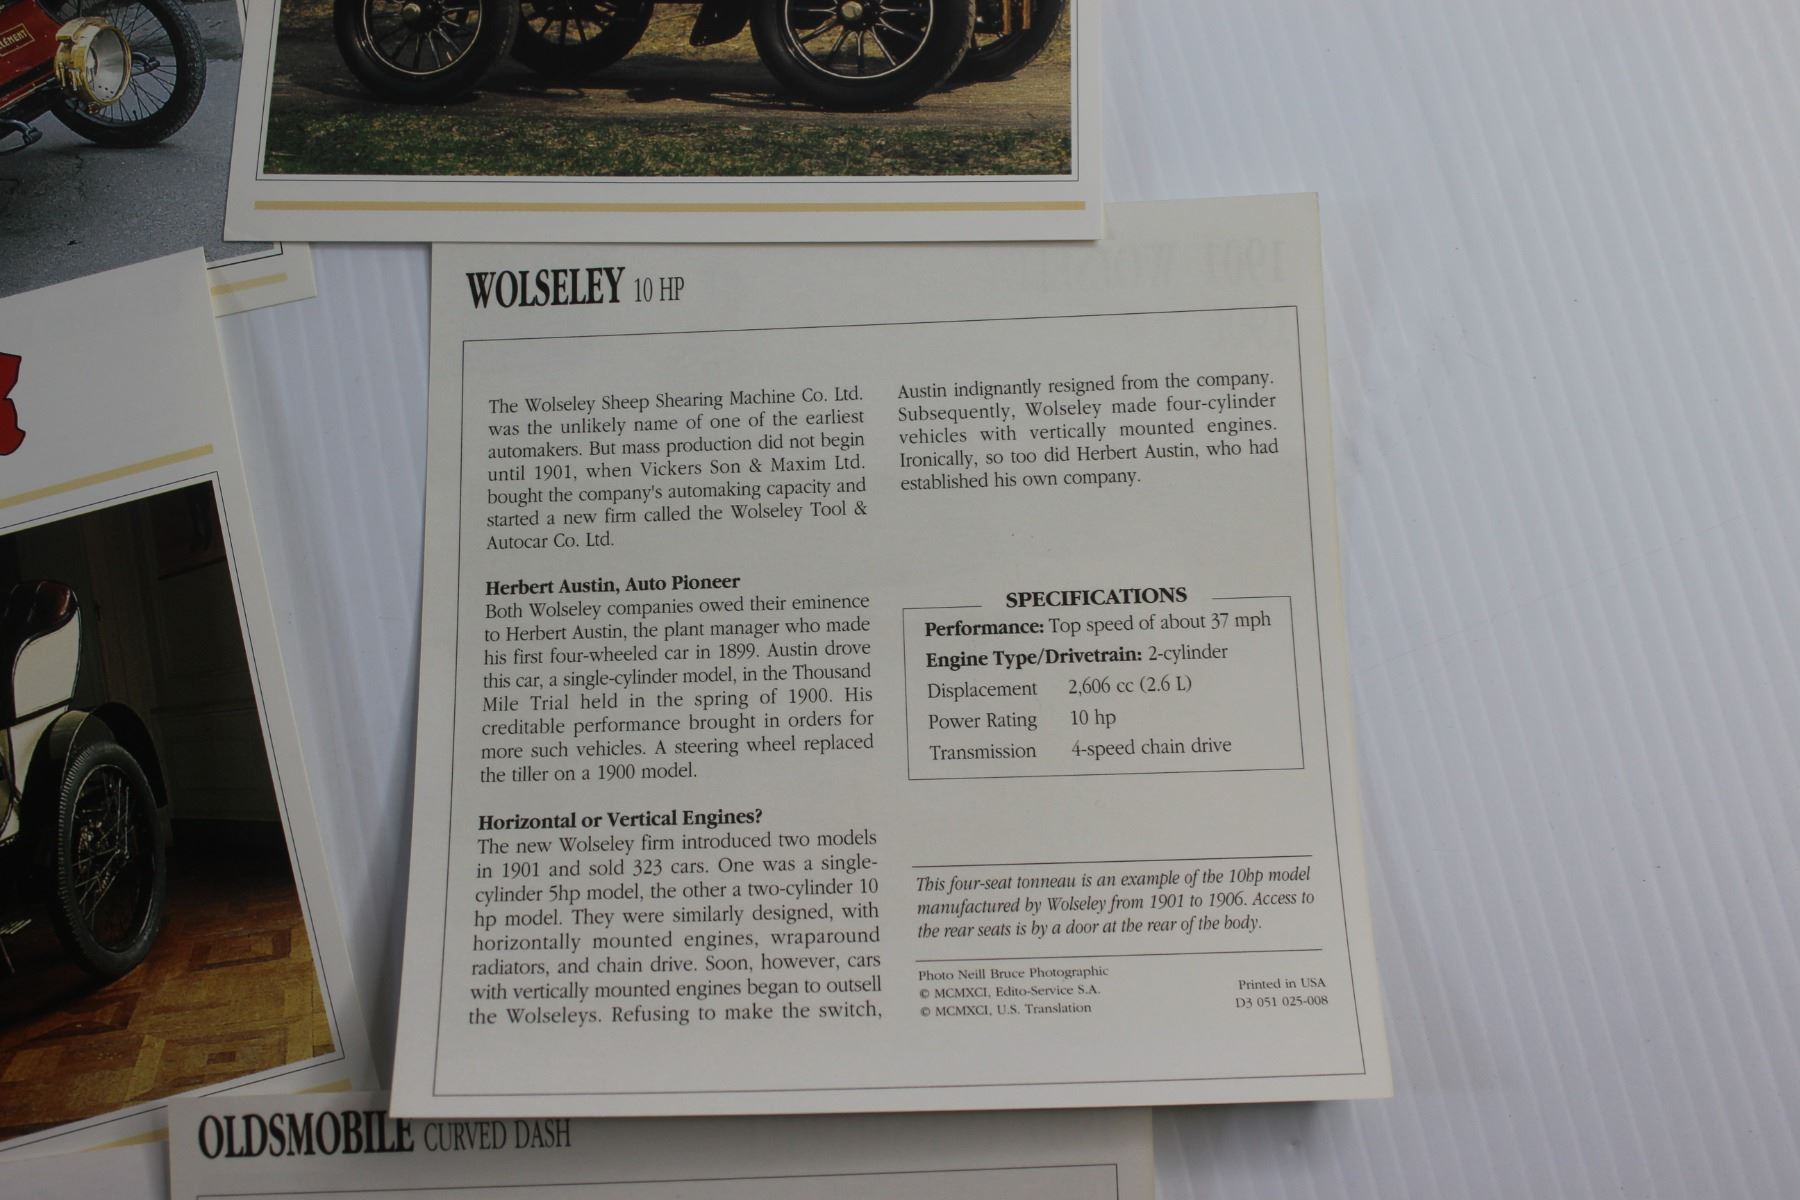 WOLSELEY 10 HP
The Wolseley Sheep Shearing Machine Co. Ltd.
was the unlikely name of one of the earliest
automakers. But mass production did not begin
until 1901, when Vickers Son & Maxim Ltd.
bought the company's automaking capacity and
started a new firm called the Wolseley Tool &
Autocar Co. Ltd.
Herbert Austin, Auto Pioneer
Both Wolseley companies owed their eminence
to Herbert Austin, the plant manager who made
his first four-wheeled car in 1899. Austin drove
this car, a single-cylinder model, in the Thousand
Mile Trial held in the spring of 1900. His
creditable performance brought in orders for
more such vehicles. A steering wheel replaced
the tiller on a 1900 model.
Horizontal or Vertical Engines?
The new Wolseley firm introduced two models
in 1901 and sold 323 cars. One was a single-
cylinder 5hp model, the other a two-cylinder 10
hp model. They were similarly designed, with
horizontally mounted engines, wraparound
radiators, and chain drive. Soon, however, cars
with vertically mounted engines began to outsell
the Wolseleys. Refusing to make the switch,
Austin indignantly resigned from the company.
Subsequently, Wolseley made four-cylinder
vehicles with vertically mounted engines.
Ironically, so too did Herbert Austin, who had
established his own company.
SPECIFICATIONS
Performance: Top speed of about 37 mph
Engine Type/Drivetrain: 2-cylinder
Displacement 2,606 cc (2.6 L)
Power Rating 10 hp
Transmission 4-speed chain drive
This four-seat tonneau is an example of the 10hp model
manufactured by Wolseley from 1901 to 1906. Access to
the rear seats is by a door at the rear of the body.
Photo Neill Bruce Photographic
© MCMXCI, Edito-Service S.A.
© MCMXCI, U.S. Translation
Printed in USA
D3 051 025-008
OLDSMOBILE CURVED DASH